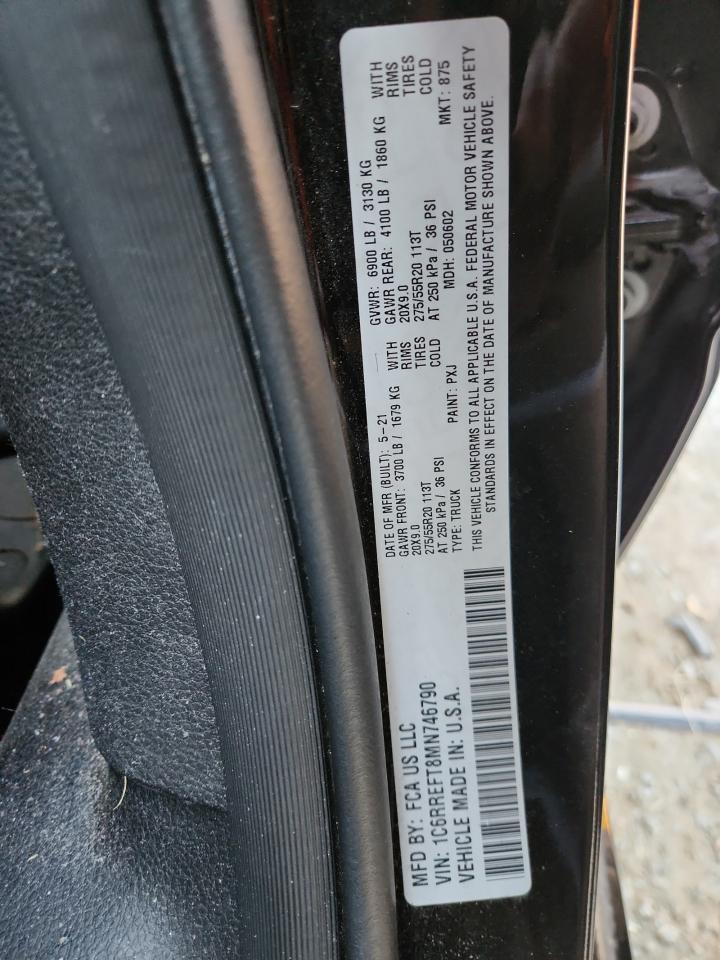 MFD BY: FCA US LLC
VIN: 1C6RREFT8MN746790
VEHICLE MADE IN: U.S.A.
DATE OF MFR (BUILT): 5-21
GAWR FRONT: 3700 LB / 1679 KG WITH
20X9.0 RIMS
275/55R20 113T TIRES
AT 250 kPa / 36 PSI COLD
TYPE: TRUCK PAINT: PXJ
GVWR: 6900 LB / 3130 KG
GAWR REAR: 4100 LB / 1860 KG WITH
20X9.0 RIMS
275/55R20 113T TIRES
AT 250 kPa / 36 PSI COLD
MDH: 050602 MKT: 875
THIS VEHICLE CONFORMS TO ALL APPLICABLE U.S.A. FEDERAL MOTOR VEHICLE SAFETY
STANDARDS IN EFFECT ON THE DATE OF MANUFACTURE SHOWN ABOVE.